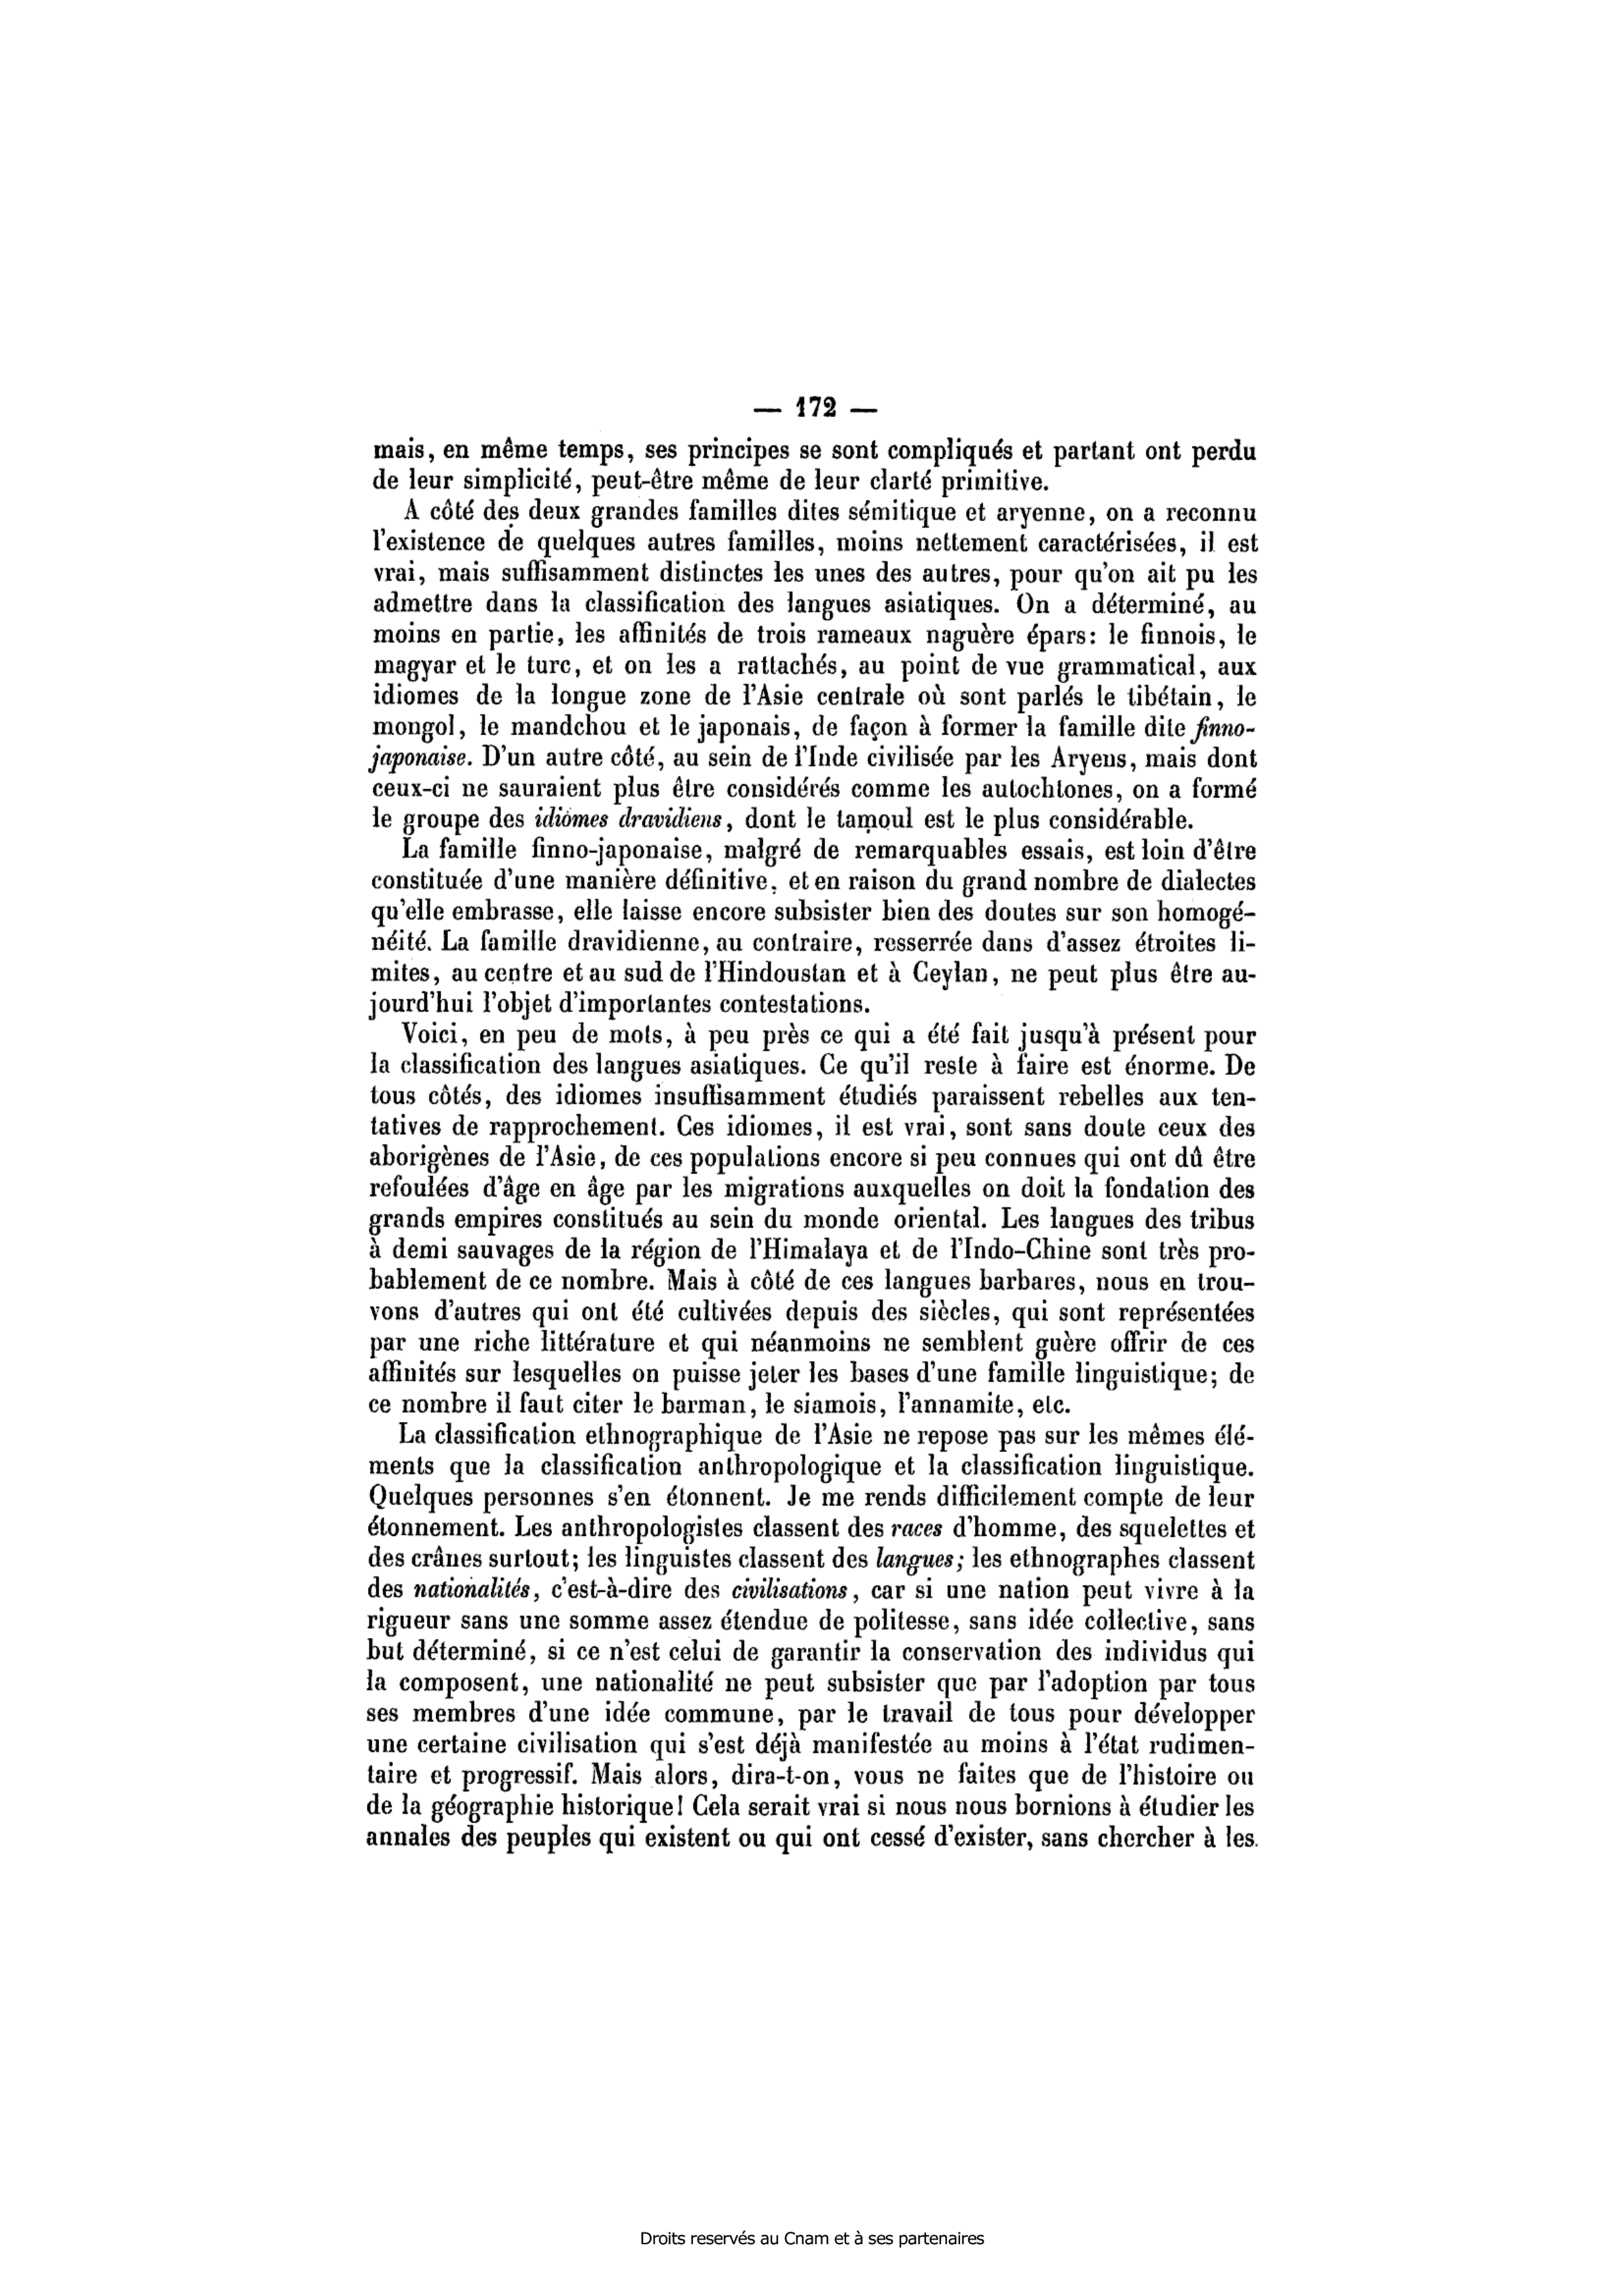 — 172 —
mais, en même temps, ses principes se sont compliqués et partant ont perdu
de leur simplicité, peut-être même de leur clarté primitive.
A côté des deux grandes familles dites sémitique et aryenne, on a reconnu
l'existence de quelques autres familles, moins nettement caractérisées, il est
vrai, mais suffisamment distinctes les unes des autres, pour qu'on ait pu les
admettre dans la classification des langues asiatiques. On a déterminé, au
moins en partie, les affinités de trois rameaux naguère épars: le finnois, le
magyar et le turc, et on les a rattachés, au point de vue grammatical, aux
idiomes de la longue zone de l'Asie centrale où sont parlés le tibétain, le
mongol, le mandchou et le japonais, de façon à former la famille dite finno-
japonaise. D'un autre côté, au sein de l'Inde civilisée par les Aryens, mais dont
ceux-ci ne sauraient plus être considérés comme les autochtones, on a formé
le groupe des idiomes dravidiens, dont le tamoul est le plus considérable.
La famille finno-japonaise, malgré de remarquables essais, est loin d'être
constituée d'une manière définitive, et en raison du grand nombre de dialectes
qu'elle embrasse, elle laisse encore subsister bien des doutes sur son homogé-
néité. La famille dravidienne, au contraire, resserrée dans d'assez étroites li-
mites, au centre et au sud de l'Hindoustan et à Ceylan, ne peut plus être au-
jourd'hui l'objet d'importantes contestations.
Voici, en peu de mots, à peu près ce qui a été fait jusqu'à présent pour
la classification des langues asiatiques. Ce qu'il reste à faire est énorme. De
tous côtés, des idiomes insuffisamment étudiés paraissent rebelles aux ten-
tatives de rapprochement. Ces idiomes, il est vrai, sont sans doute ceux des
aborigènes de l'Asie, de ces populations encore si peu connues qui ont dû être
refoulées d'âge en âge par les migrations auxquelles on doit la fondation des
grands empires constitués au sein du monde oriental. Les langues des tribus
à demi sauvages de la région de l'Himalaya et de l'Indo-Chine sont très pro-
bablement de ce nombre. Mais à côté de ces langues barbares, nous en trou-
vons d'autres qui ont été cultivées depuis des siècles, qui sont représentées
par une riche littérature et qui néanmoins ne semblent guère offrir de ces
affinités sur lesquelles on puisse jeter les bases d'une famille linguistique; de
ce nombre il faut citer le barman, le siamois, l'annamite, etc.
La classification ethnographique de l'Asie ne repose pas sur les mêmes élé-
ments que la classification anthropologique et la classification linguistique.
Quelques personnes s'en étonnent. Je me rends difficilement compte de leur
étonnement. Les anthropologistes classent des races d'homme, des squelettes et
des crânes surtout; les linguistes classent des langues; les ethnographes classent
des nationalités, c'est-à-dire des civilisations, car si une nation peut vivre à la
rigueur sans une somme assez étendue de politesse, sans idée collective, sans
but déterminé, si ce n'est celui de garantir la conservation des individus qui
la composent, une nationalité ne peut subsister que par l'adoption par tous
ses membres d'une idée commune, par le travail de tous pour développer
une certaine civilisation qui s'est déjà manifestée au moins à l'état rudimen-
taire et progressif. Mais alors, dira-t-on, vous ne faites que de l'histoire ou
de la géographie historique! Cela serait vrai si nous nous bornions à étudier les
annales des peuples qui existent ou qui ont cessé d'exister, sans chercher à les
Droits reservés au Cnam et à ses partenaires